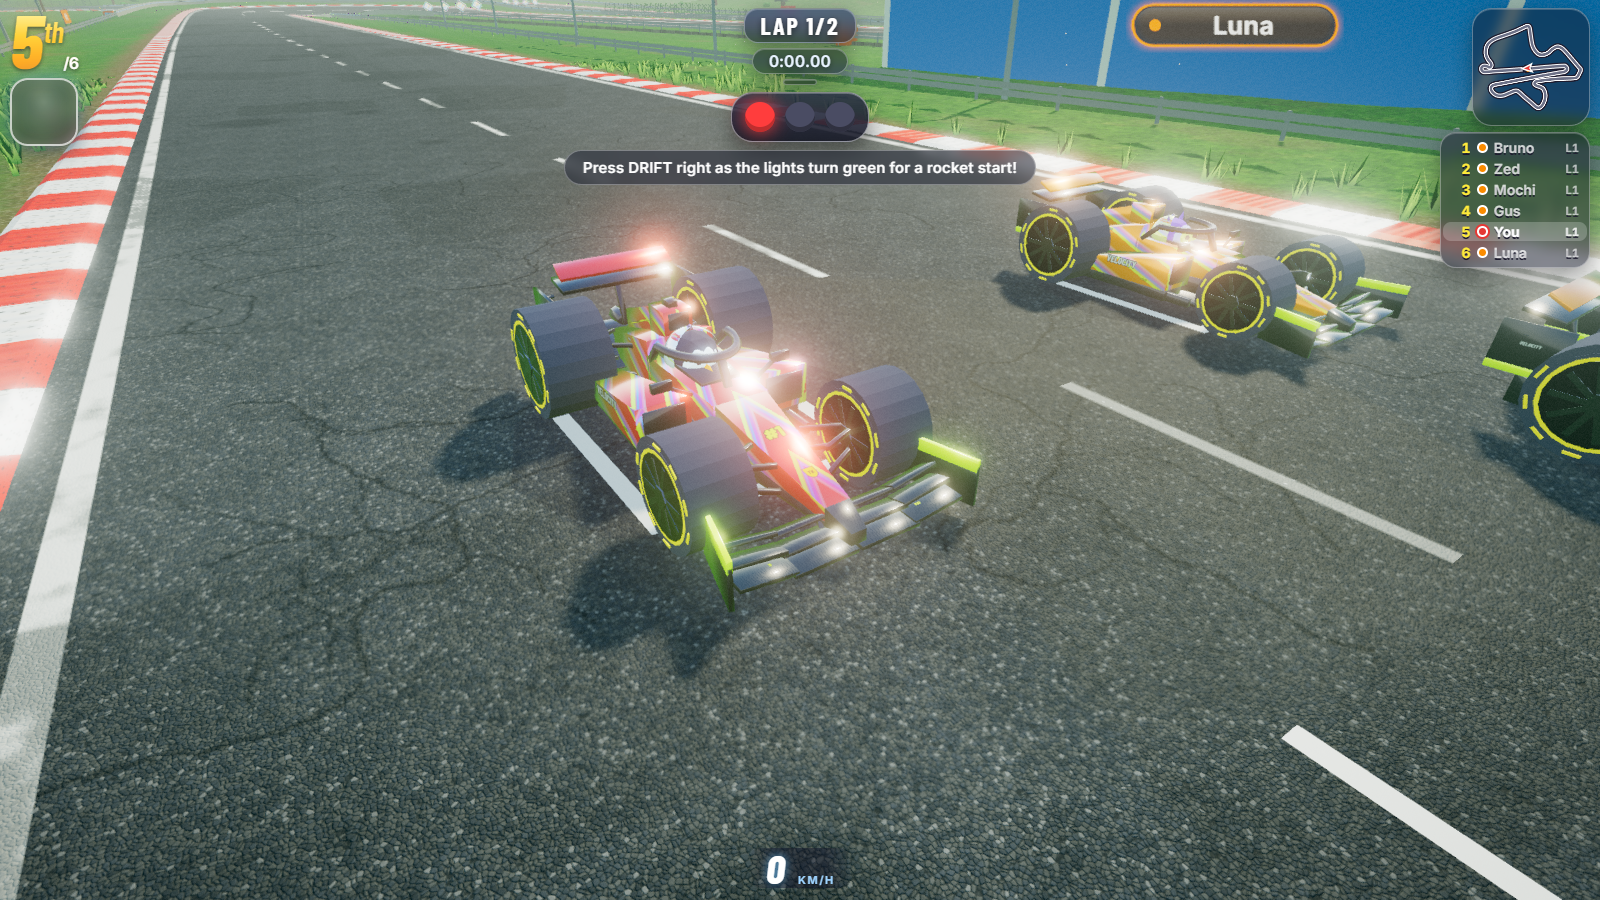 5th
/6
LAP 1/2
0:00.00
Luna
Press DRIFT right as the lights turn green for a rocket start!
1 Bruno L1
2 Zed L1
3 Mochi L1
4 Gus L1
5 You L1
6 Luna L1
0 KM/H